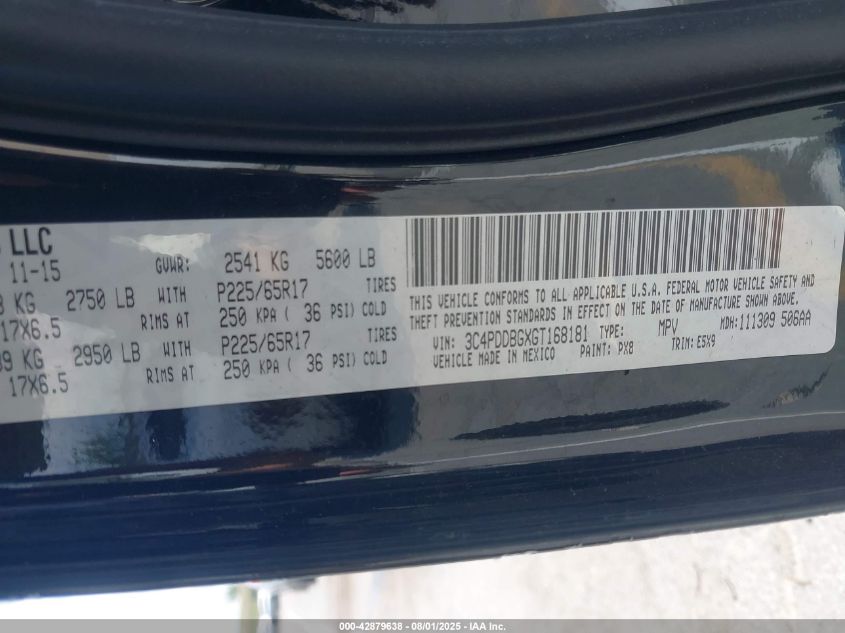 LLC
11-15 GVWR: 2541 KG 5600 LB
KG 2750 LB WITH P225/65R17 TIRES
17X6.5 RIMS AT 250 KPA ( 36 PSI) COLD
KG 2950 LB WITH P225/65R17 TIRES
17X6.5 RIMS AT 250 KPA ( 36 PSI) COLD
THIS VEHICLE CONFORMS TO ALL APPLICABLE U.S.A. FEDERAL MOTOR VEHICLE SAFETY AND
THEFT PREVENTION STANDARDS IN EFFECT ON THE DATE OF MANUFACTURE SHOWN ABOVE.
VIN: 3C4PDDBGXGT168181 TYPE: MPV MDH: 111309 506AA
VEHICLE MADE IN MEXICO PAINT: PX8 TRIM: E5X9
000-42879638 - 08/01/2025 - IAA Inc.